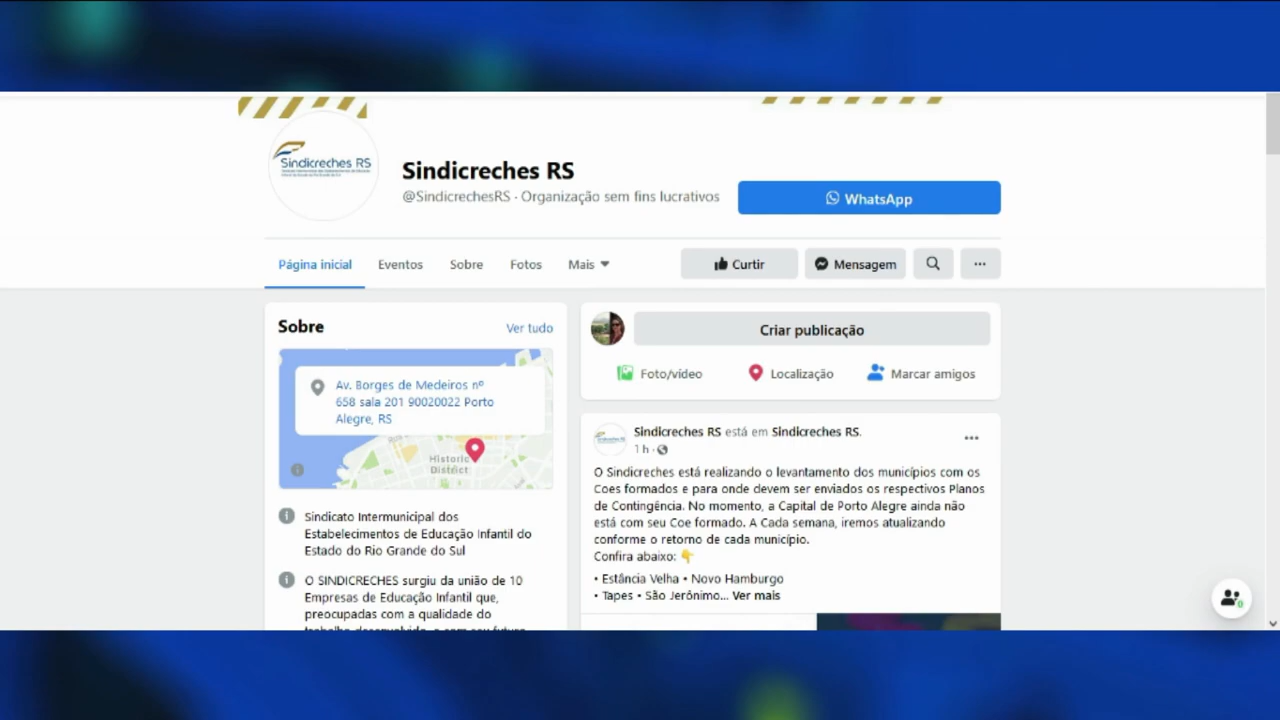 Sindicreches RS
Sindicreches RS
@SindicrechesRS · Organização sem fins lucrativos
WhatsApp
Página inicial
Eventos
Sobre
Fotos
Mais
Curtir
Mensagem
Sobre
Ver tudo
Av. Borges de Medeiros nº
658 sala 201 90020022 Porto
Alegre, RS
Historic
District
Sindicato Intermunicipal dos
Estabelecimentos de Educação Infantil do
Estado do Rio Grande do Sul
O SINDICRECHES surgiu da união de 10
Empresas de Educação Infantil que,
preocupadas com a qualidade do
Criar publicação
Foto/vídeo
Localização
Marcar amigos
Sindicreches RS está em Sindicreches RS.
1 h ·
O Sindicreches está realizando o levantamento dos municípios com os
Coes formados e para onde devem ser enviados os respectivos Planos
de Contingência. No momento, a Capital de Porto Alegre ainda não
está com seu Coe formado. A Cada semana, iremos atualizando
conforme o retorno de cada município.
Confira abaixo: 👇
• Estância Velha • Novo Hamburgo
• Tapes • São Jerônimo... Ver mais
0